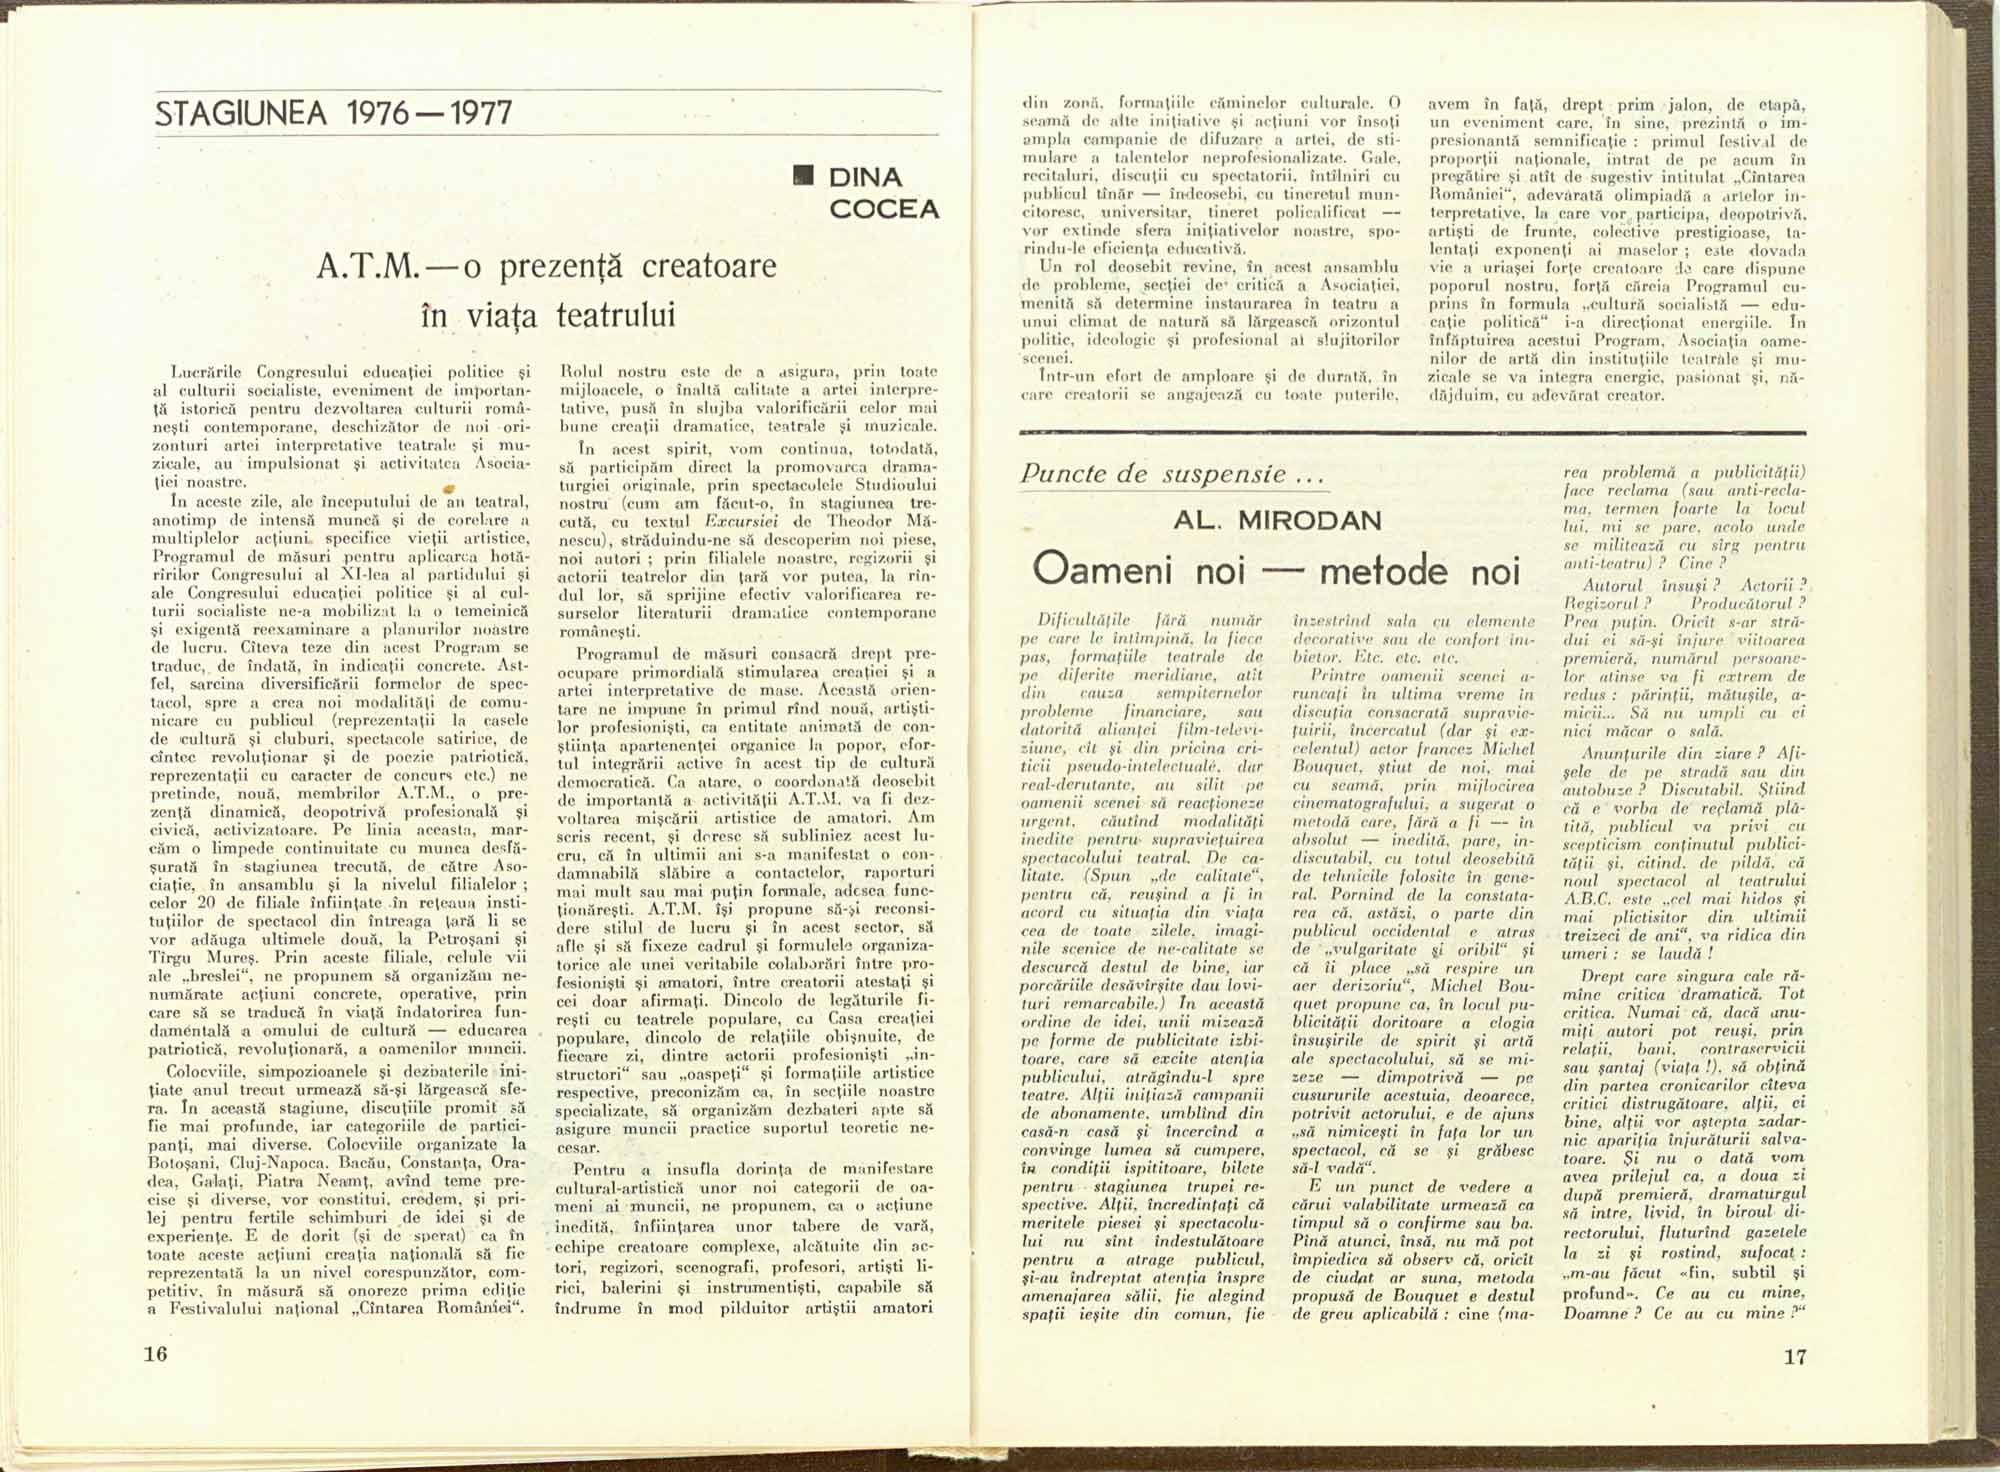 STAGIUNEA 1976—1977
DINA
COCEA
A.T.M.—o prezență creatoare
în viața teatrului
Lucrările Congresului educației politice și
al culturii socialiste, eveniment de importan-
ță istorică pentru dezvoltarea culturii româ-
nești contemporane, deschizător de noi ori-
zonturi artei interpretative teatrale și mu-
zicale, au impulsionat și activitatea Asocia-
ției noastre.
În aceste zile, ale începutului de an teatral,
anotimp de intensă muncă și de corelare a
multiplelor acțiuni specifice vieții artistice,
Programul de măsuri pentru aplicarea hotă-
rîrilor Congresului al XI-lea al partidului și
ale Congresului educației politice și al cul-
turii socialiste ne-a mobilizat la o temeinică
și exigentă reexaminare a planurilor noastre
de lucru. Cîteva teze din acest Program se
traduc, de îndată, în indicații concrete. Ast-
fel, sarcina diversificării formelor de spec-
tacol, spre a crea noi modalități de comu-
nicare cu publicul (reprezentații la casele
de cultură și cluburi, spectacole satirice, de
cîntec revoluționar și de poezie patriotică,
reprezentații cu caracter de concurs etc.) ne
pretinde, nouă, membrilor A.T.M., o pre-
zență dinamică, deopotrivă profesională și
civică, activizatoare. Pe linia aceasta, mar-
căm o limpede continuitate cu munca desfă-
șurată în stagiunea trecută, de către Aso-
ciație, în ansamblu și la nivelul filialelor ;
celor 20 de filiale înființate în rețeaua insti-
tuțiilor de spectacol din întreaga țară li se
vor adăuga ultimele două, la Petroșani și
Tîrgu Mureș. Prin aceste filiale, celule vii
ale „breslei“, ne propunem să organizăm ne-
numărate acțiuni concrete, operative, prin
care să se traducă în viață îndatorirea fun-
damentală a omului de cultură — educarea
patriotică, revoluționară, a oamenilor muncii.
Colocviile, simpozioanele și dezbaterile ini-
țiate anul trecut urmează să-și lărgească sfe-
ra. În această stagiune, discuțiile promit să
fie mai profunde, iar categoriile de partici-
panți, mai diverse. Colocviile organizate la
Botoșani, Cluj-Napoca, Bacău, Constanța, Ora-
dea, Galați, Piatra Neamț, avînd teme pre-
cise și diverse, vor constitui, credem, și pri-
lej pentru fertile schimburi de idei și de
experiențe. E de dorit (și de sperat) ca în
toate aceste acțiuni creația națională să fie
reprezentată la un nivel corespunzător, com-
petitiv, în măsură să onoreze prima ediție
a Festivalului național „Cîntarea României“.
Rolul nostru este de a asigura, prin toate
mijloacele, o înaltă calitate a artei interpre-
tative, pusă în slujba valorificării celor mai
bune creații dramatice, teatrale și muzicale.
În acest spirit, vom continua, totodată,
să participăm direct la promovarea drama-
turgiei originale, prin spectacolele Studioului
nostru (cum am făcut-o, în stagiunea tre-
cută, cu textul Excursiei de Theodor Mă-
nescu), străduindu-ne să descoperim noi piese,
noi autori ; prin filialele noastre, regizorii și
actorii teatrelor din țară vor putea, la rîn-
dul lor, să sprijine efectiv valorificarea re-
surselor literaturii dramatice contemporane
românești.
Programul de măsuri consacră drept pre-
ocupare primordială stimularea creației și a
artei interpretative de mase. Această orien-
tare ne impune în primul rînd nouă, artiști-
lor profesioniști, ca entitate animată de con-
știința apartenenței organice la popor, efor-
tul integrării active în acest tip de cultură
democratică. Ca atare, o coordonată deosebit
de importantă a activității A.T.M. va fi dez-
voltarea mișcării artistice de amatori. Am
scris recent, și doresc să subliniez acest lu-
cru, că în ultimii ani s-a manifestat o con-
damnabilă slăbire a contactelor, raporturi
mai mult sau mai puțin formale, adesea func-
ționărești. A.T.M. își propune să-și reconsi-
dere stilul de lucru și în acest sector, să
afle și să fixeze cadrul și formulele organiza-
torice ale unei veritabile colaborări între pro-
fesioniști și amatori, între creatorii atestați și
cei doar afirmați. Dincolo de legăturile fi-
rești cu teatrele populare, cu Casa creației
populare, dincolo de relațiile obișnuite, de
fiecare zi, dintre actorii profesioniști „in-
structori“ sau „oaspeți“ și formațiile artistice
respective, preconizăm ca, în secțiile noastre
specializate, să organizăm dezbateri apte să
asigure muncii practice suportul teoretic ne-
cesar.
Pentru a insufla dorința de manifestare
cultural-artistică unor noi categorii de oa-
meni ai muncii, ne propunem, ca o acțiune
inedită, înființarea unor tabere de vară,
echipe creatoare complexe, alcătuite din ac-
tori, regizori, scenografi, profesori, artiști li-
rici, balerini și instrumentiști, capabile să
îndrume în mod pilduitor artiștii amatori
16
din zonă, formațiile căminelor culturale. O
seamă de alte inițiative și acțiuni vor însoți
ampla campanie de difuzare a artei, de sti-
mulare a talentelor neprofesionalizate. Gale,
recitaluri, discuții cu spectatorii, întîlniri cu
publicul tînăr — îndeosebi, cu tineretul mun-
citoresc, universitar, tineret policalificat —
vor extinde sfera inițiativelor noastre, spo-
rindu-le eficiența educativă.
Un rol deosebit revine, în acest ansamblu
de probleme, secției de critică a Asociației,
menită să determine instaurarea în teatru a
unui climat de natură să lărgească orizontul
politic, ideologic și profesional al slujitorilor
scenei.
Într-un efort de amploare și de durată, în
care creatorii se angajează cu toate puterile,
avem în față, drept prim jalon, de etapă,
un eveniment care, în sine, prezintă o im-
presionantă semnificație : primul festival de
proporții naționale, intrat de pe acum în
pregătire și atît de sugestiv intitulat „Cîntarea
României“, adevărată olimpiadă a artelor in-
terpretative, la care vor participa, deopotrivă,
artiști de frunte, colective prestigioase, ta-
lentați exponenți ai maselor ; este dovada
vie a uriașei forțe creatoare de care dispune
poporul nostru, forță căreia Programul cu-
prins în formula „cultură socialistă — edu-
cație politică“ i-a direcționat energiile. În
înfăptuirea acestui Program, Asociația oame-
nilor de artă din instituțiile teatrale și mu-
zicale se va integra energic, pasionat și, nă-
dăjduim, cu adevărat creator.
Puncte de suspensie ...
AL. MIRODAN
Oameni noi — metode noi
Dificultățile fără număr
pe care le întîmpină, la fiece
pas, formațiile teatrale de
pe diferite meridiane, atît
din cauza sempiternelor
probleme financiare, sau
datorită alianței film-televi-
ziune, cît și din pricina cri-
ticii pseudo-intelectuale, dar
real-derutante, au silit pe
oamenii scenei să reacționeze
urgent, căutînd modalități
inedite pentru supraviețuirea
spectacolului teatral. De ca-
litate. (Spun „de calitate“,
pentru că, reușind a fi în
acord cu situația din viața
cea de toate zilele, imagi-
nile scenice de ne-calitate se
descurcă destul de bine, iar
porcăriile desăvîrșite dau lovi-
turi remarcabile.) In această
ordine de idei, unii mizează
pe forme de publicitate izbi-
toare, care să excite atenția
publicului, atrăgîndu-l spre
teatre. Alții inițiază campanii
de abonamente, umblînd din
casă-n casă și încercînd a
convinge lumea să cumpere,
în condiții ispititoare, bilete
pentru stagiunea trupei re-
spective. Alții, încredințați că
meritele piesei și spectacolu-
lui nu sînt îndestulătoare
pentru a atrage publicul,
și-au îndreptat atenția înspre
amenajarea sălii, fie alegind
spații ieșite din comun, fie
înzestrînd sala cu elemente
decorative sau de confort îm-
bietor. Etc. etc. etc.
Printre oamenii scenei a-
runcați în ultima vreme în
discuția consacrată supravie-
țuirii, încercatul (dar și ex-
celentul) actor francez Michel
Bouquet, știut de noi, mai
cu seamă, prin mijlocirea
cinematografului, a sugerat o
metodă care, fără a fi — în
absolut — inedită, pare, in-
discutabil, cu totul deosebită
de tehnicile folosite în gene-
ral. Pornind de la constata-
rea că, astăzi, o parte din
publicul occidental e atras
de „vulgaritate și oribil“ și
că îi place „să respire un
aer derizoriu“, Michel Bou-
quet propune ca, în locul pu-
blicității doritoare a elogia
însușirile de spirit și artă
ale spectacolului, să se mi-
zeze — dimpotrivă — pe
cusururile acestuia, deoarece,
potrivit actorului, e de ajuns
„să nimicești în fața lor un
spectacol, că se și grăbesc
să-l vadă“.
E un punct de vedere a
cărui valabilitate urmează ca
timpul să o confirme sau ba.
Pînă atunci, însă, nu mă pot
împiedica să observ că, oricît
de ciudat ar suna, metoda
propusă de Bouquet e destul
de greu aplicabilă : cine (ma-
rea problemă a publicității)
face reclama (sau anti-recla-
ma, termen foarte la locul
lui, mi se pare, acolo unde
se militează cu sîrg pentru
anti-teatru) ? Cine ?
Autorul însuși ? Actorii ?
Regizorul ? Producătorul ?
Prea puțin. Oricît s-ar stră-
dui ei să-și înjure viitoarea
premieră, numărul persoane-
lor atinse va fi extrem de
redus : părinții, mătușile, a-
micii... Să nu umpli cu ei
nici măcar o sală.
Anunțurile din ziare ? Afi-
șele de pe stradă sau din
autobuze ? Discutabil. Știind
că e vorba de reclamă plă-
tită, publicul va privi cu
scepticism conținutul publici-
tății și, citind, de pildă, că
noul spectacol al teatrului
A.B.C. este „cel mai hidos și
mai plictisitor din ultimii
treizeci de ani“, va ridica din
umeri : se laudă !
Drept care singura cale ră-
mîne critica dramatică. Tot
critica. Numai că, dacă anu-
miți autori pot reuși, prin
relații, bani, contraservicii
sau șantaj (viața !), să obțină
din partea cronicarilor cîteva
critici distrugătoare, alții, ei
bine, alții vor aștepta zadar-
nic apariția înjurăturii salva-
toare. Și nu o dată vom
avea prilejul ca, a doua zi
după premieră, dramaturgul
să intre, livid, în biroul di-
rectorului, fluturînd gazetele
la zi și rostind, sufocat :
„m-au făcut «fin, subtil și
profund». Ce au cu mine,
Doamne ? Ce au cu mine ?“
17